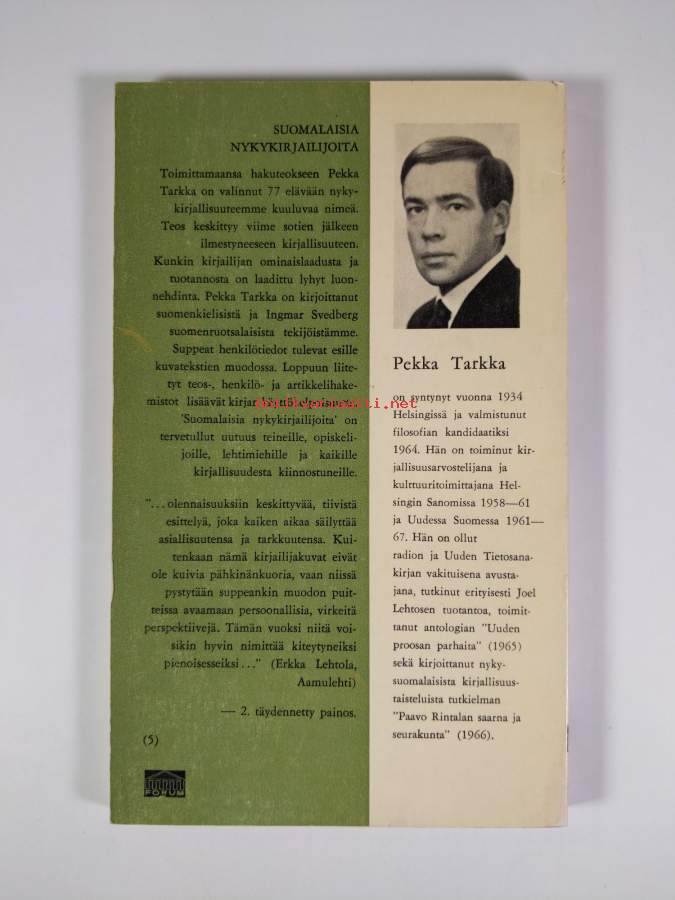 SUOMALAISIA
NYKYKIRJAILIJOITA
Toimittamaansa hakuteokseen Pekka
Tarkka on valinnut 77 elävään nyky-
kirjallisuuteemme kuuluvaa nimeä.
Teos keskittyy viime sotien jälkeen
ilmestyneeseen kirjallisuuteen.
Kunkin kirjailijan ominaislaadusta ja
tuotannosta on laadittu lyhyt luon-
nehdinta. Pekka Tarkka on kirjoittanut
suomenkielisistä ja Ingmar Svedberg
suomenruotsalaisista tekijöistämme.
Suppeat henkilötiedot tulevat esille
kuvatekstien muodossa. Loppuun liite-
tyt teos-, henkilö- ja artikkelihake-
mistot lisäävät kirjan
'Suomalaisia nykykirjailijoita' on
tervetullut uutuus teineille, opiskeli-
joille, lehtimiehille ja kaikille
kirjallisuudesta kiinnostuneille.
"...olennaisuuksiin keskittyvää, tiivistä
esittelyä, joka kaiken aikaa säilyttää
asiallisuutensa ja tarkkuutensa. Kui-
tenkaan nämä kirjailijakuvat eivät
ole kuivia pähkinänkuoria, vaan niissä
pystytään suppeankin muodon puit-
teissa avaamaan persoonallisia, virkeitä
perspektiivejä. Tämän vuoksi niitä voi-
sikin hyvin nimittää kiteytyneiksi
pienoisesseiksi..." (Erkka Lehtola,
Aamulehti)
— 2. täydennetty painos.
(5)
FORUM
Pekka Tarkka
on syntynyt vuonna 1934
Helsingissä ja valmistunut
filosofian kandidaatiksi
1964. Hän on toiminut kir-
jallisuusarvostelijana ja
kulttuuritoimittajana Hel-
singin Sanomissa 1958—61
ja Uudessa Suomessa 1961—
67. Hän on ollut
radion ja Uuden Tietosana-
kirjan vakituisena avusta-
jana, tutkinut erityisesti Joel
Lehtosen tuotantoa, toimit-
tanut antologian "Uuden
proosan parhaita" (1965)
sekä kirjoittanut nyky-
suomalaisista kirjallisuus-
taisteluista tutkielman
"Paavo Rintalan saarna ja
seurakunta" (1966).